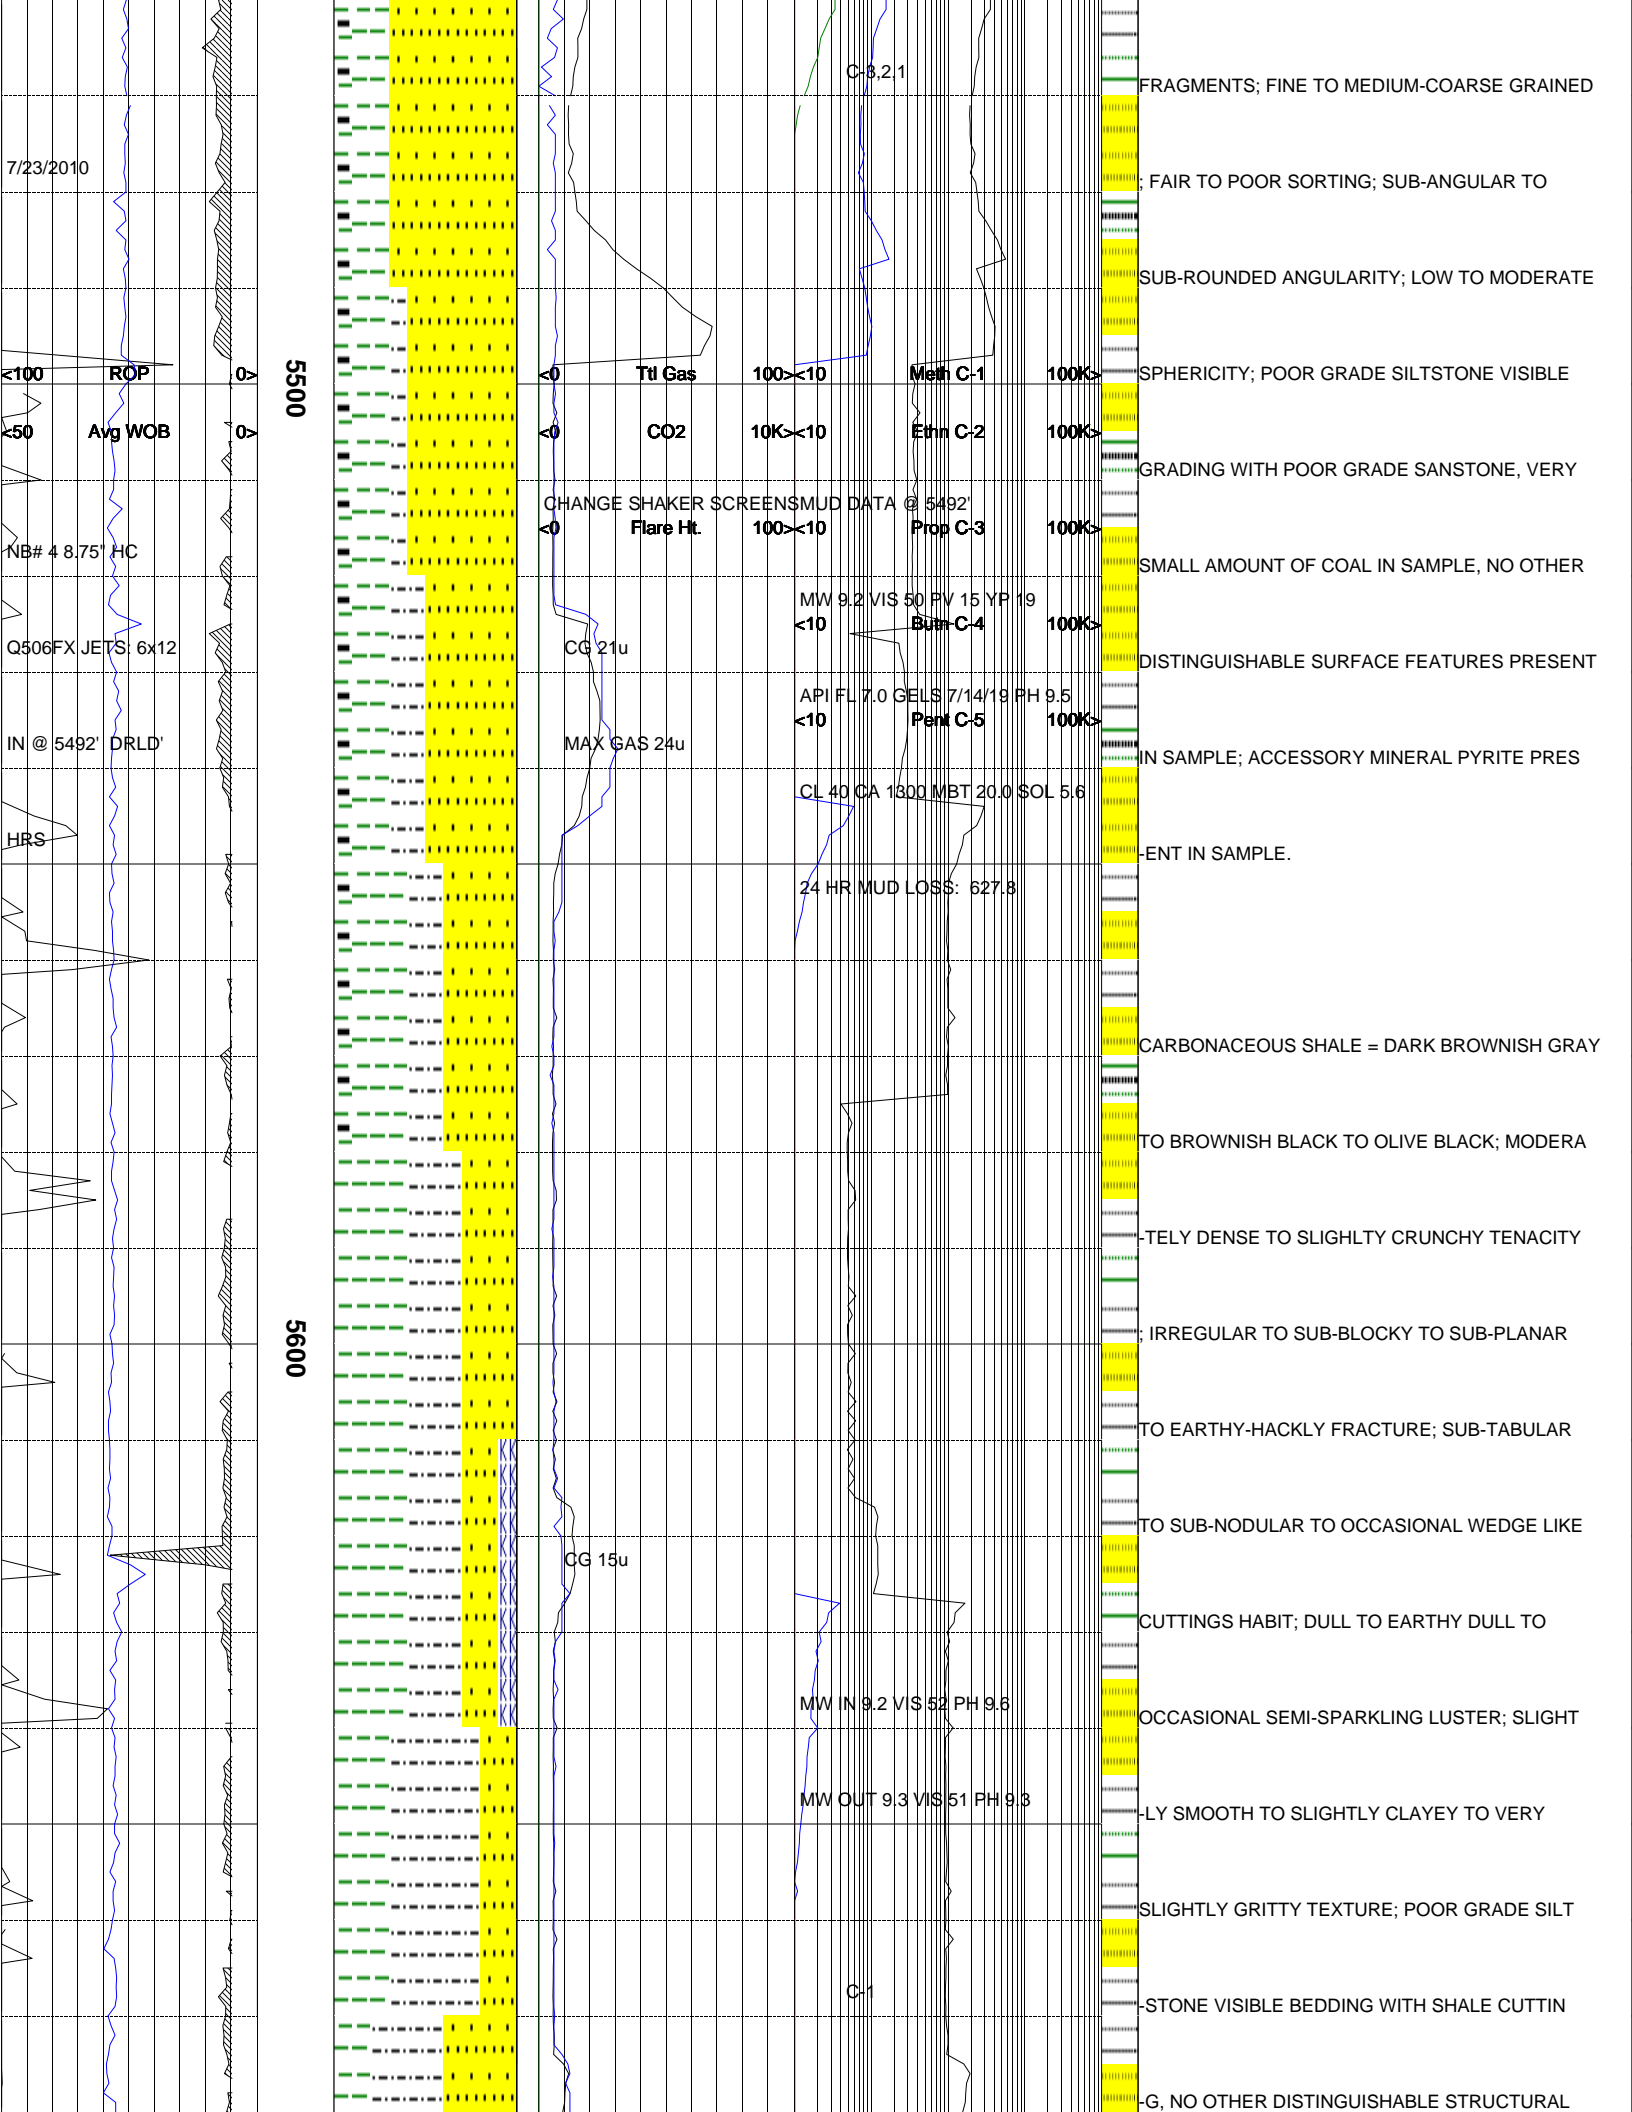 C-3,2,1
FRAGMENTS; FINE TO MEDIUM-COARSE GRAINED
7/23/2010
; FAIR TO POOR SORTING; SUB-ANGULAR TO
SUB-ROUNDED ANGULARITY; LOW TO MODERATE
<100 ROP 0>
5500
<0 Ttl Gas 100>
<10 Meth C-1 100K>
SPHERICITY; POOR GRADE SILTSTONE VISIBLE
<50 Avg WOB 0>
<0 CO2 10K>
<10 Ethn C-2 100K>
GRADING WITH POOR GRADE SANSTONE, VERY
CHANGE SHAKER SCREENS
MUD DATA @ 5492'
<0 Flare Ht. 100>
<10 Prop C-3 100K>
NB# 4 8.75" HC
SMALL AMOUNT OF COAL IN SAMPLE, NO OTHER
MW 9.2 VIS 50 PV 15 YP 19
<10 Butn C-4 100K>
Q506FX JETS: 6x12
CG 21u
DISTINGUISHABLE SURFACE FEATURES PRESENT
API FL 7.0 GELS 7/14/19 PH 9.5
<10 Pent C-5 100K>
IN @ 5492' DRLD'
MAX GAS 24u
IN SAMPLE; ACCESSORY MINERAL PYRITE PRES
CL 40 CA 1300 MBT 20.0 SOL 5.6
HRS
-ENT IN SAMPLE.
24 HR MUD LOSS: 627.8
CARBONACEOUS SHALE = DARK BROWNISH GRAY
TO BROWNISH BLACK TO OLIVE BLACK; MODERA
-TELY DENSE TO SLIGHLTY CRUNCHY TENACITY
5600
; IRREGULAR TO SUB-BLOCKY TO SUB-PLANAR
TO EARTHY-HACKLY FRACTURE; SUB-TABULAR
TO SUB-NODULAR TO OCCASIONAL WEDGE LIKE
CG 15u
CUTTINGS HABIT; DULL TO EARTHY DULL TO
MW IN 9.2 VIS 52 PH 9.6
OCCASIONAL SEMI-SPARKLING LUSTER; SLIGHT
MW OUT 9.3 VIS 51 PH 9.3
-LY SMOOTH TO SLIGHTLY CLAYEY TO VERY
SLIGHTLY GRITTY TEXTURE; POOR GRADE SILT
C-1
-STONE VISIBLE BEDDING WITH SHALE CUTTIN
-G, NO OTHER DISTINGUISHABLE STRUCTURAL